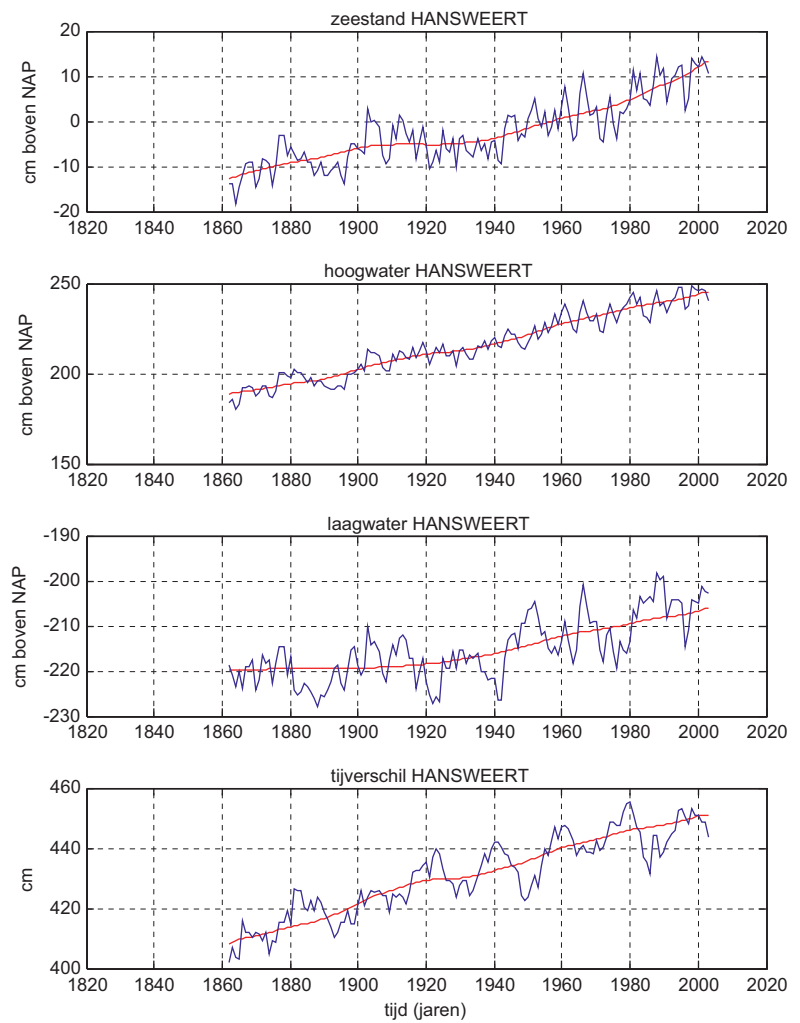 zeestand HANSWEERT
20
10
0
-10
-20
cm boven NAP
1820 1840 1860 1880 1900 1920 1940 1960 1980 2000 2020
hoogwater HANSWEERT
250
200
150
cm boven NAP
1820 1840 1860 1880 1900 1920 1940 1960 1980 2000 2020
laagwater HANSWEERT
-190
-200
-210
-220
-230
cm boven NAP
1820 1840 1860 1880 1900 1920 1940 1960 1980 2000 2020
tijverschil HANSWEERT
460
440
420
400
cm
1820 1840 1860 1880 1900 1920 1940 1960 1980 2000 2020
tijd (jaren)